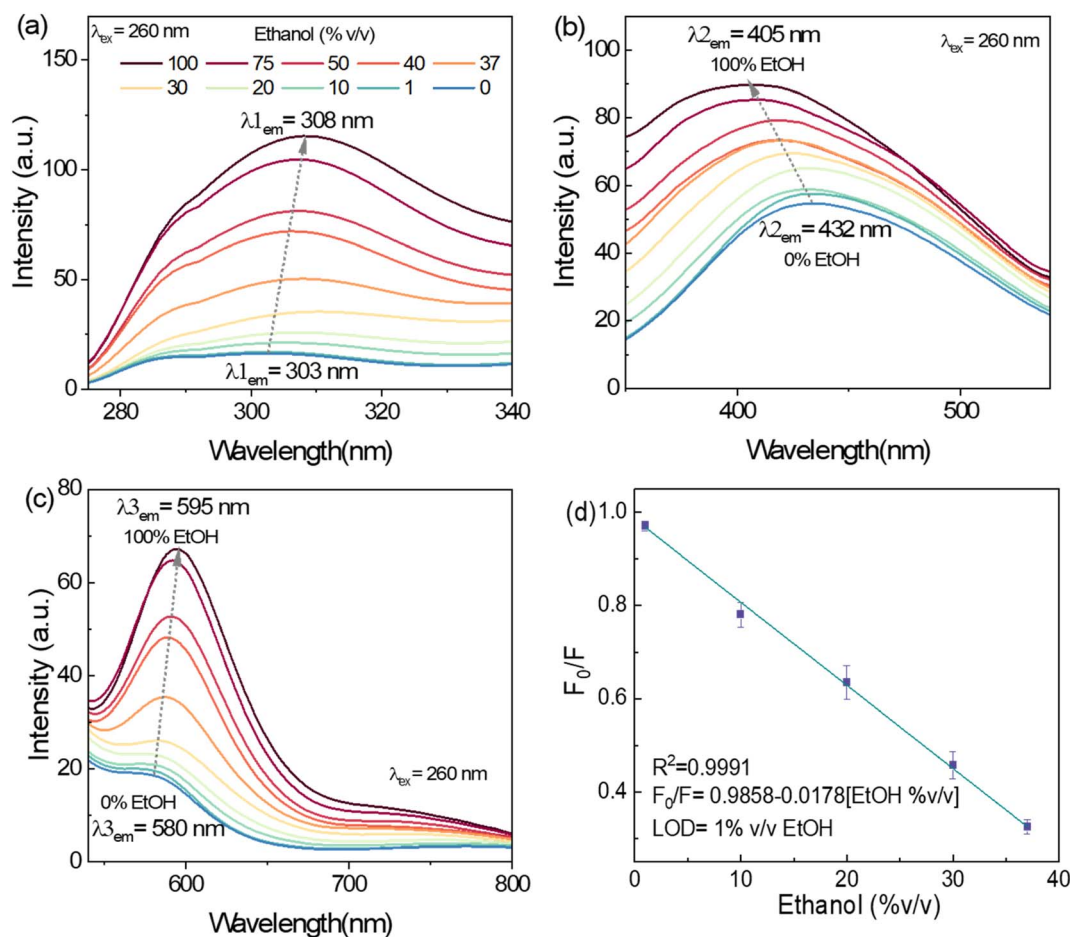 (a)
λex = 260 nm
Ethanol (% v/v)
100 75 50 40 37
30 20 10 1 0
λ1em = 308 nm
λ1em = 303 nm
150
100
50
0
280 300 320 340
Intensity (a.u.)
Wavelength(nm)
(b)
λ2em = 405 nm
100% EtOH
λex = 260 nm
λ2em = 432 nm
0% EtOH
100
80
60
40
20
0
400 500
Intensity (a.u.)
Wavelength(nm)
(c)
λ3em = 595 nm
100% EtOH
λex = 260 nm
0% EtOH
λ3em = 580 nm
80
60
40
20
0
600 700 800
Intensity (a.u.)
Wavelength(nm)
(d)
1.0
0.8
0.6
0.4
F0/F
R²=0.9991
F0/F= 0.9858-0.0178[EtOH %v/v]
LOD= 1% v/v EtOH
0 10 20 30 40
Ethanol (%v/v)